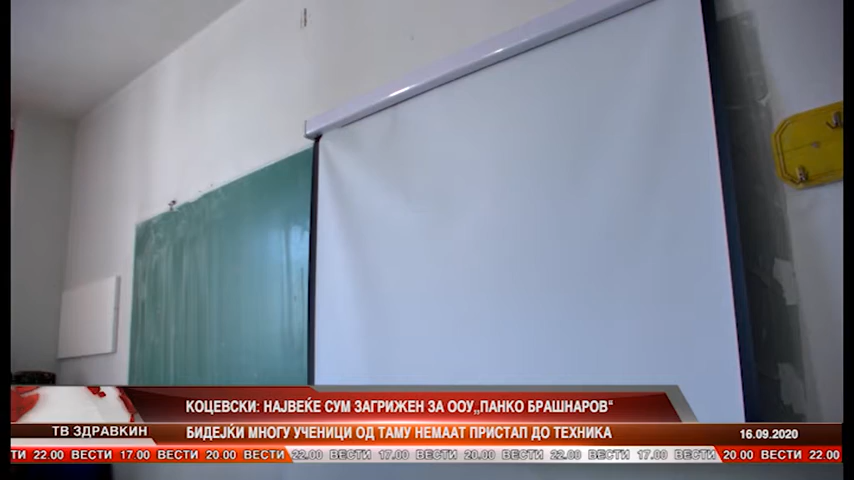 КОЦЕВСКИ: НАЈВЕЌЕ СУМ ЗАГРИЖЕН ЗА ООУ„ПАНКО БРАШНАРОВ“
ТВ ЗДРАВКИН
БИДЕЈКИ МНОГУ УЧЕНИЦИ ОД ТАМУ НЕМААТ ПРИСТАП ДО ТЕХНИКА
16.09.2020
ТИ 22.00 ВЕСТИ 17.00 ВЕСТИ 20.00 ВЕСТИ 22.00 ВЕСТИ 17.00 ВЕСТИ 20.00 ВЕСТИ 22.00 ВЕСТИ 17.00 ВЕСТИ 20.00 ВЕСТИ 22.00